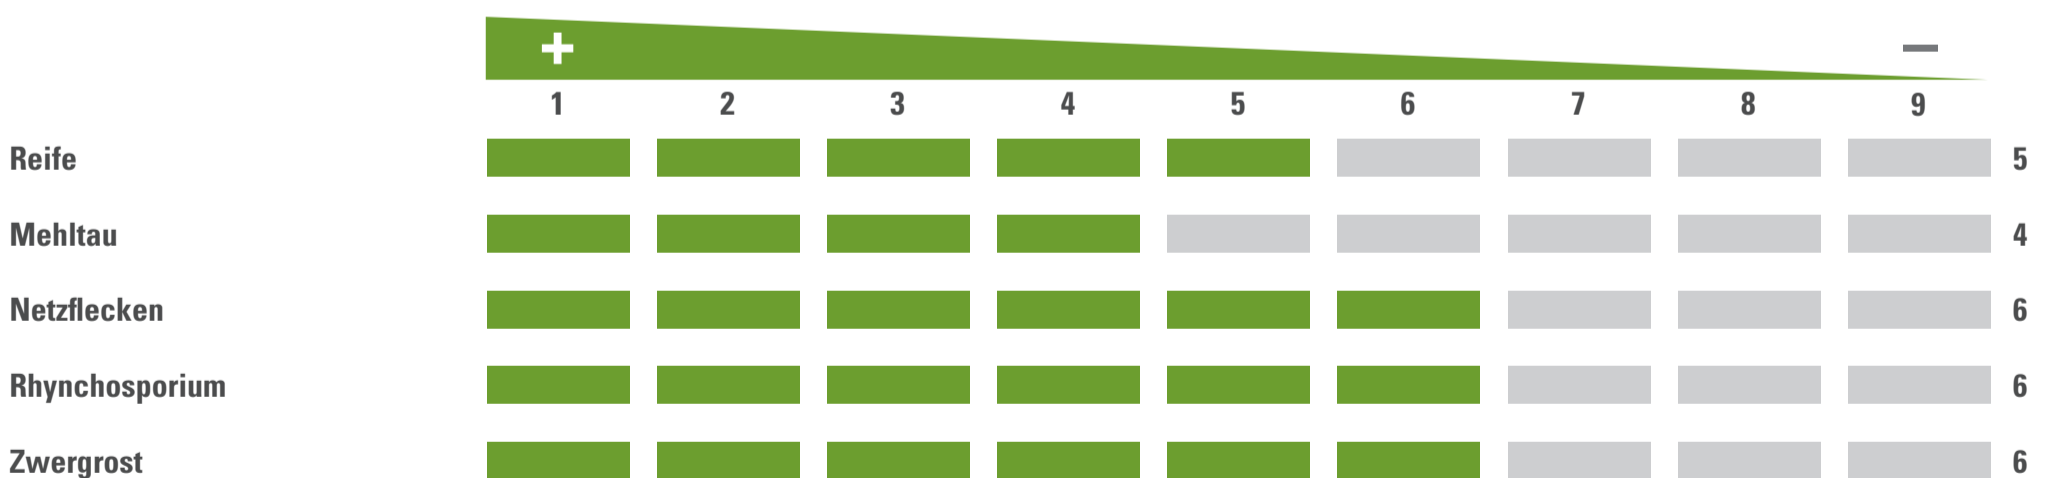 + −
1 2 3 4 5 6 7 8 9
Reife 5
Mehltau 4
Netzflecken 6
Rhynchosporium 6
Zwergrost 6